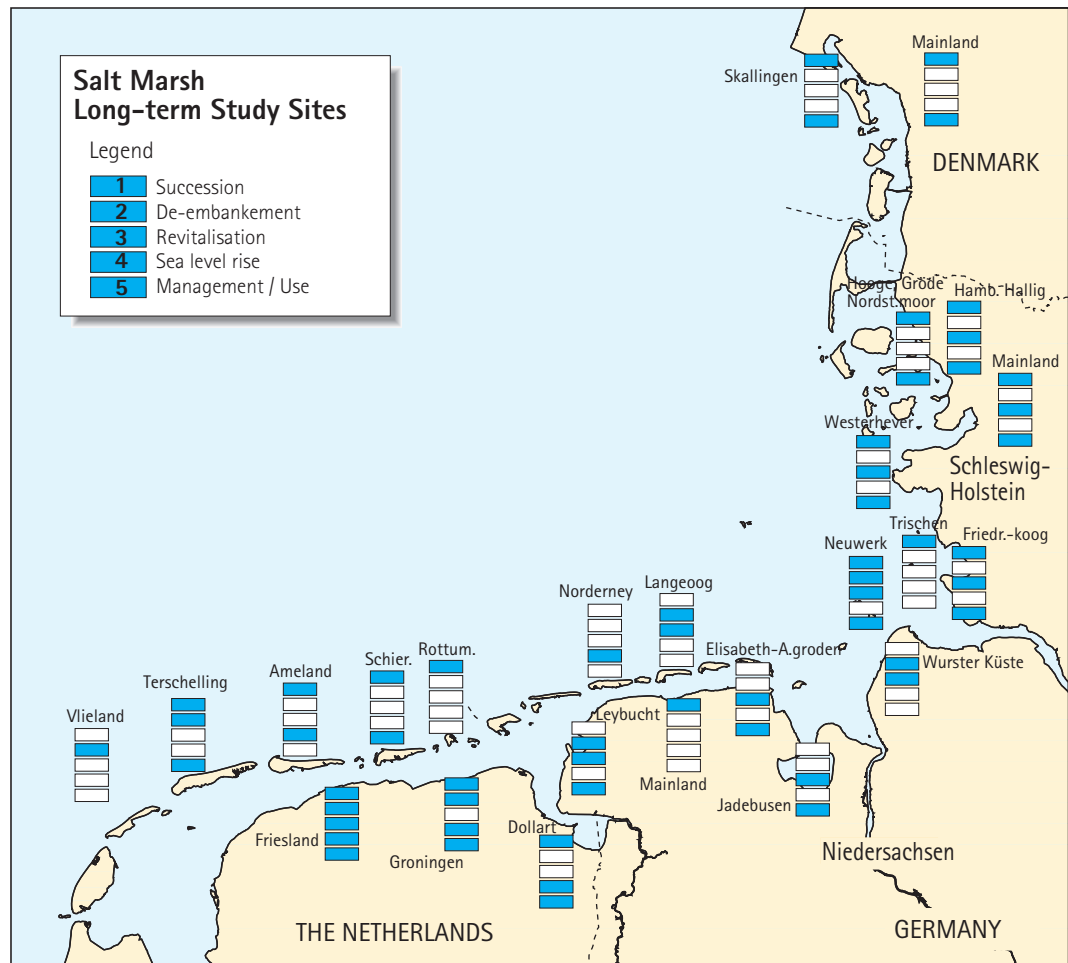 Salt Marsh
Long-term Study Sites
Legend
1 Succession
2 De-embankement
3 Revitalisation
4 Sea level rise
5 Management / Use
Skallingen
Mainland
DENMARK
Hooge, Gröde
Nordst.moor
Hamb. Hallig
Mainland
Westerhever
Schleswig-
Holstein
Trischen
Friedr.-koog
Neuwerk
Norderney
Langeoog
Elisabeth-A.groden
Wurster Küste
Rottum.
Schier.
Ameland
Terschelling
Vlieland
Leybucht
Mainland
Jadebusen
Friesland
Groningen
Dollart
Niedersachsen
THE NETHERLANDS
GERMANY